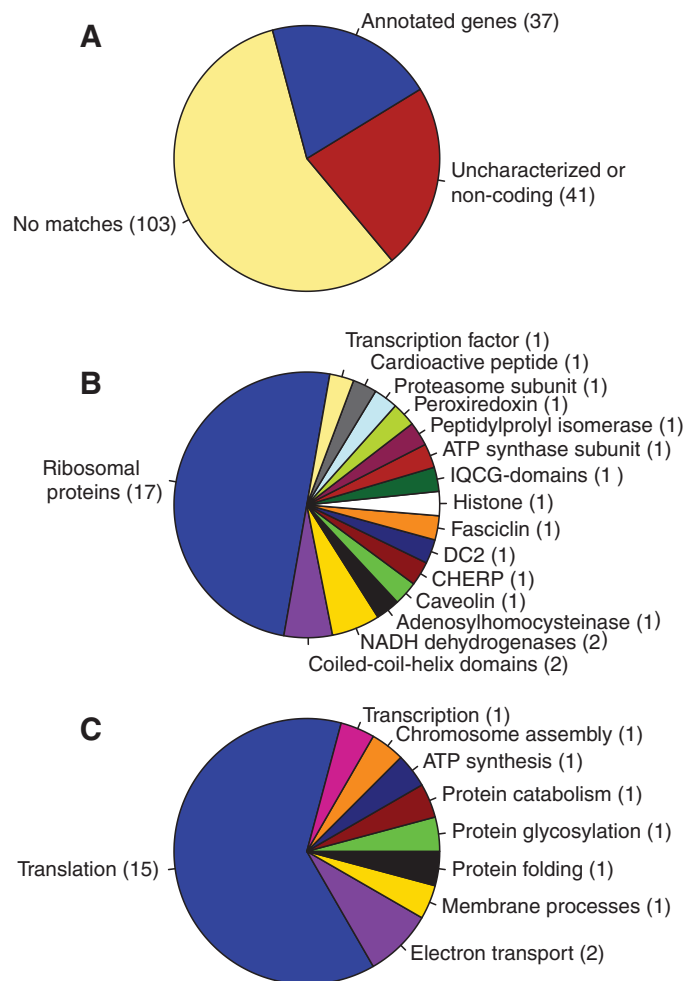 A
Annotated genes (37)
Uncharacterized or
non-coding (41)
No matches (103)
B
Transcription factor (1)
Cardioactive peptide (1)
Proteasome subunit (1)
Peroxiredoxin (1)
Peptidylprolyl isomerase (1)
ATP synthase subunit (1)
IQCG-domains (1 )
Histone (1)
Fasciclin (1)
DC2 (1)
CHERP (1)
Caveolin (1)
Adenosylhomocysteinase (1)
NADH dehydrogenases (2)
Coiled-coil-helix domains (2)
Ribosomal
proteins (17)
C
Transcription (1)
Chromosome assembly (1)
ATP synthesis (1)
Protein catabolism (1)
Protein glycosylation (1)
Protein folding (1)
Membrane processes (1)
Electron transport (2)
Translation (15)